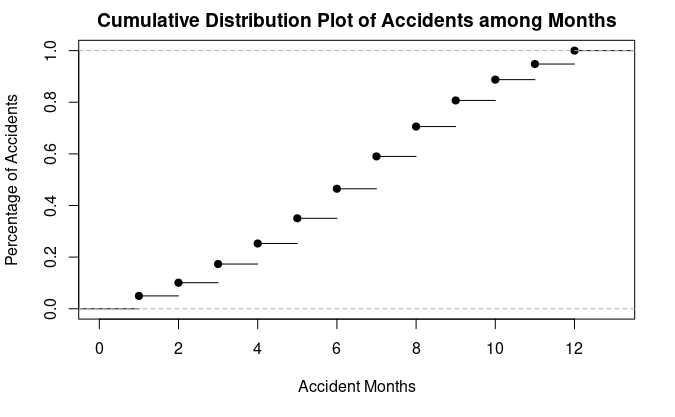 Cumulative Distribution Plot of Accidents among Months
Percentage of Accidents
1.0
0.8
0.6
0.4
0.2
0.0
0 2 4 6 8 10 12
Accident Months